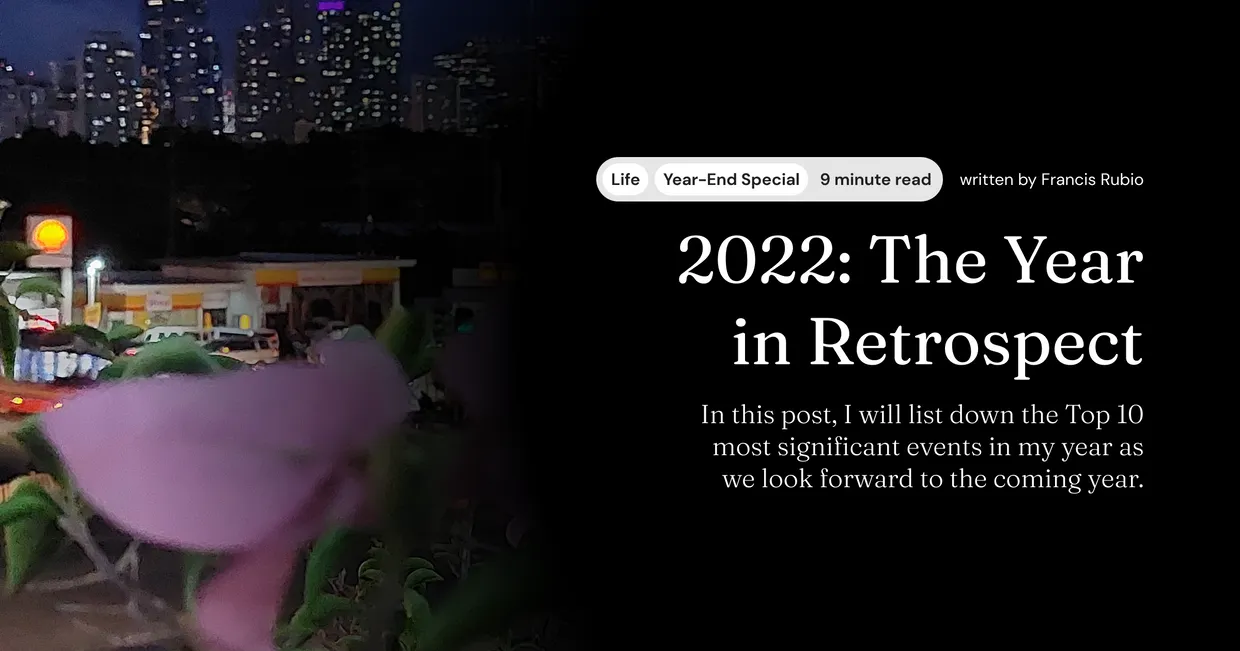 Life Year-End Special 9 minute read written by Francis Rubio
2022: The Year
in Retrospect
In this post, I will list down the Top 10
most significant events in my year as
we look forward to the coming year.